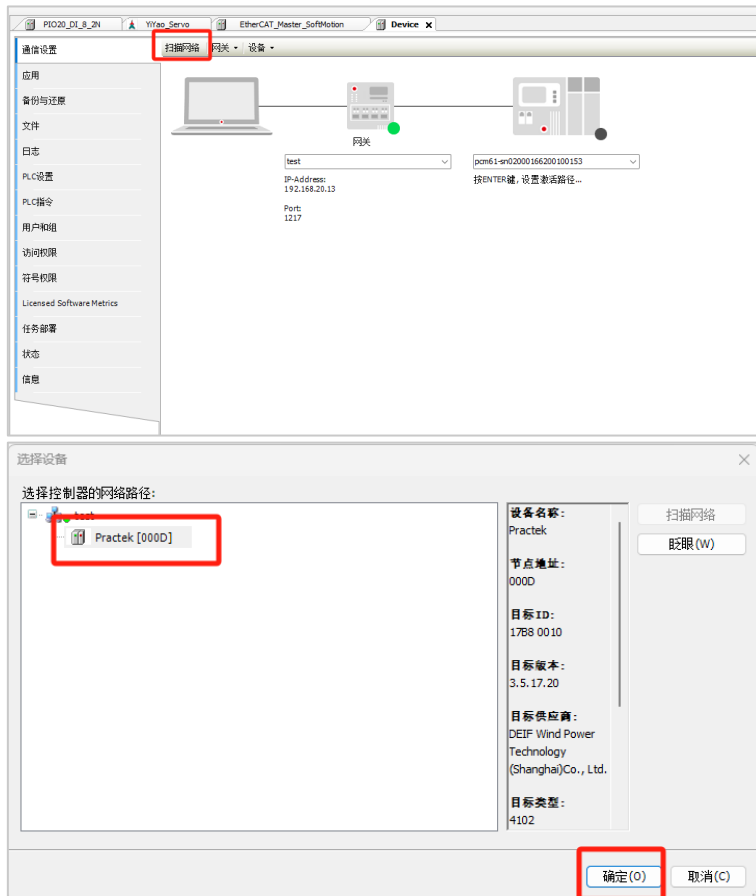 PIO20_DI_8_2N
YiYao_Servo
EtherCAT_Master_SoftMotion
Device
通信设置
扫描网络
网关
设备
应用
备份与还原
文件
日志
PLC设置
PLC指令
用户和组
访问权限
符号权限
Licensed Software Metrics
任务部署
状态
信息
网关
test
IP-Address:
192.168.20.13
Port:
1217
pcm61-sn02000166200100153
按ENTER键, 设置激活路径...
选择设备
选择控制器的网络路径:
test
Practek [000D]
设备名称:
Practek
节点地址:
000D
目标ID:
17B8 0010
目标版本:
3.5.17.20
目标供应商:
DEIF Wind Power
Technology
(Shanghai)Co., Ltd.
目标类型:
4102
扫描网络
眨眼(W)
确定(O)
取消(C)